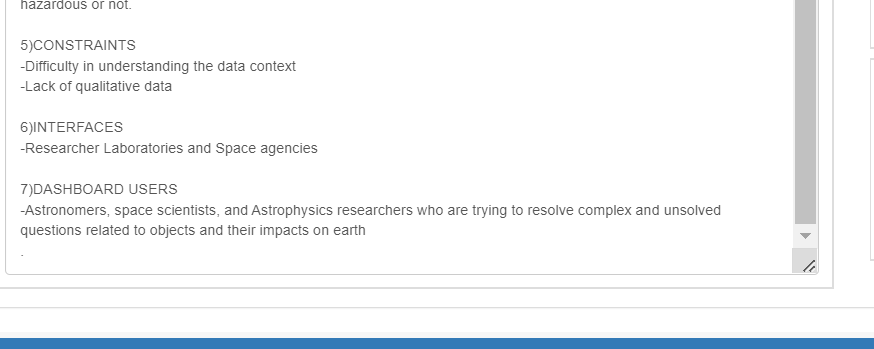 hazardous or not.
5)CONSTRAINTS
-Difficulty in understanding the data context
-Lack of qualitative data
6)INTERFACES
-Researcher Laboratories and Space agencies
7)DASHBOARD USERS
-Astronomers, space scientists, and Astrophysics researchers who are trying to resolve complex and unsolved
questions related to objects and their impacts on earth
.